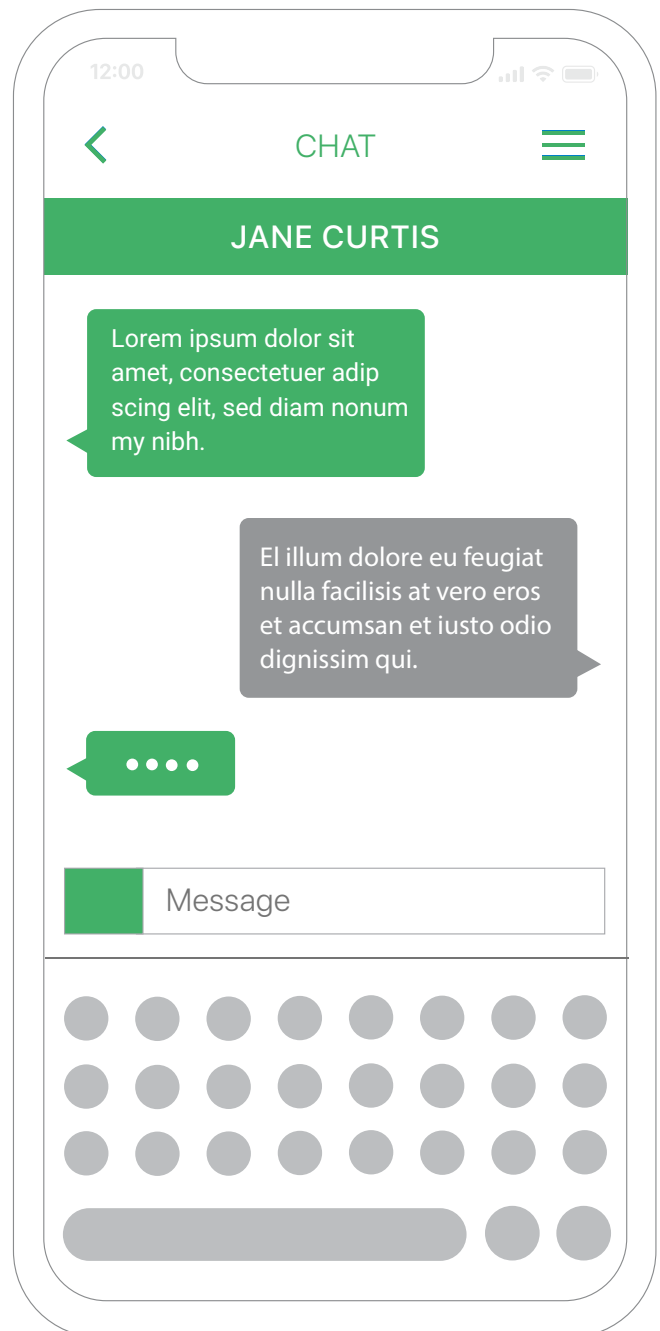 12:00
CHAT
JANE CURTIS
Lorem ipsum dolor sit
amet, consectetuer adip
scing elit, sed diam nonum
my nibh.
El illum dolore eu feugiat
nulla facilisis at vero eros
et accumsan et iusto odio
dignissim qui.
Message